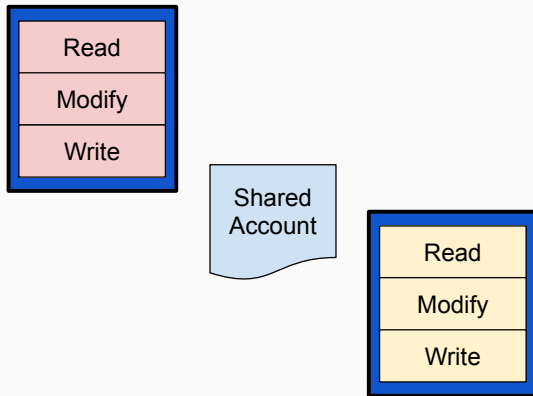 Read
Modify
Write
Shared
Account
Read
Modify
Write